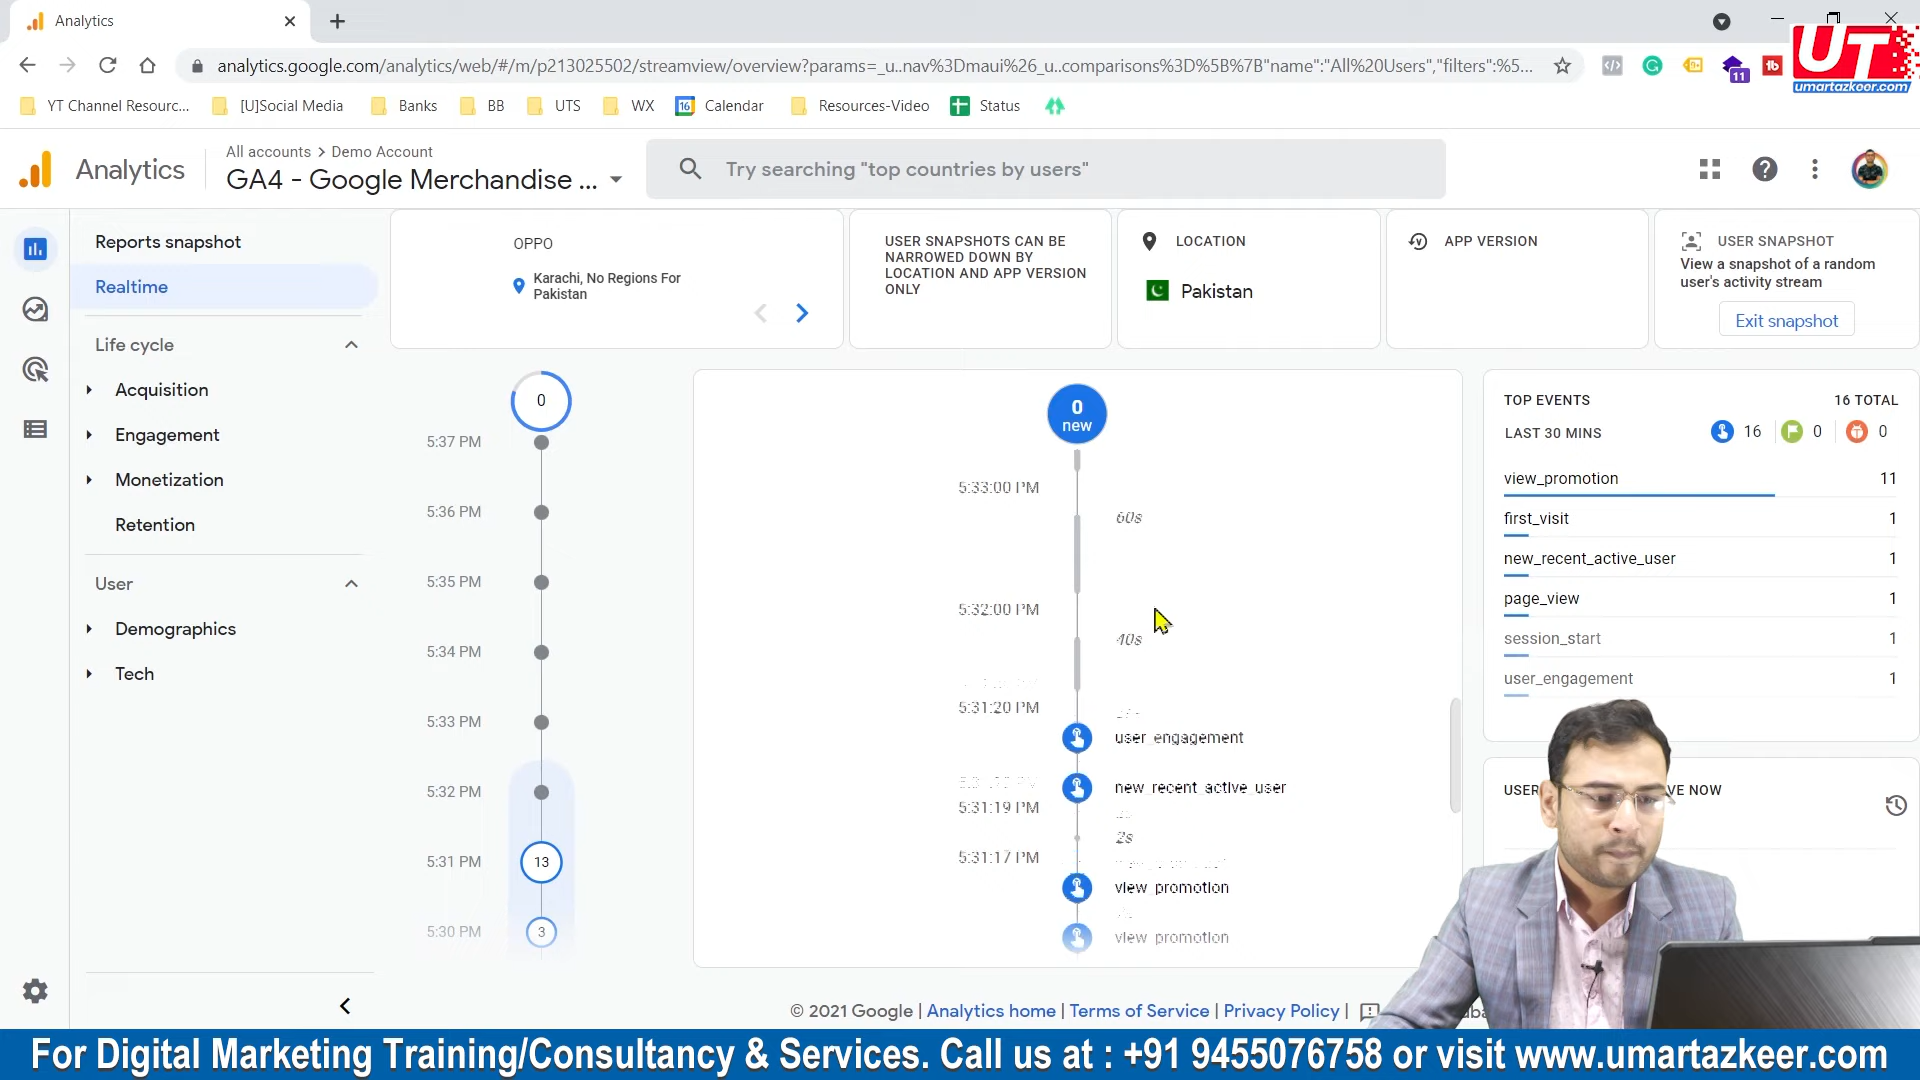 Analytics
analytics.google.com/analytics/web/#/m/p213025502/streamview/overview?params=_u..nav%3Dmaui%26_u..comparisons%3D%5B%7B"name":"All%20Users","filters":%5...
11
UT
umartazkeer.com
YT Channel Resourc...
[U]Social Media
Banks
BB
UTS
WX
16
Calendar
Resources-Video
Status
Analytics
All accounts > Demo Account
GA4 - Google Merchandise ...
Try searching "top countries by users"
Reports snapshot
Realtime
Life cycle
Acquisition
Engagement
Monetization
Retention
User
Demographics
Tech
OPPO
Karachi, No Regions For
Pakistan
USER SNAPSHOTS CAN BE
NARROWED DOWN BY
LOCATION AND APP VERSION
ONLY
LOCATION
Pakistan
APP VERSION
USER SNAPSHOT
View a snapshot of a random
user's activity stream
Exit snapshot
0
5:37 PM
5:36 PM
5:35 PM
5:34 PM
5:33 PM
5:32 PM
5:31 PM 13
5:30 PM 3
0
new
5:33:00 PM
60s
5:32:00 PM
40s
5:31:20 PM
user_engagement
new_recent_active_user
5:31:19 PM
2s
5:31:17 PM
view_promotion
view_promotion
TOP EVENTS 16 TOTAL
LAST 30 MINS 16 0 0
view_promotion 11
first_visit 1
new_recent_active_user 1
page_view 1
session_start 1
user_engagement 1
USER
VE NOW
© 2021 Google | Analytics home | Terms of Service | Privacy Policy |
For Digital Marketing Training/Consultancy & Services. Call us at : +91 9455076758 or visit www.umartazkeer.com